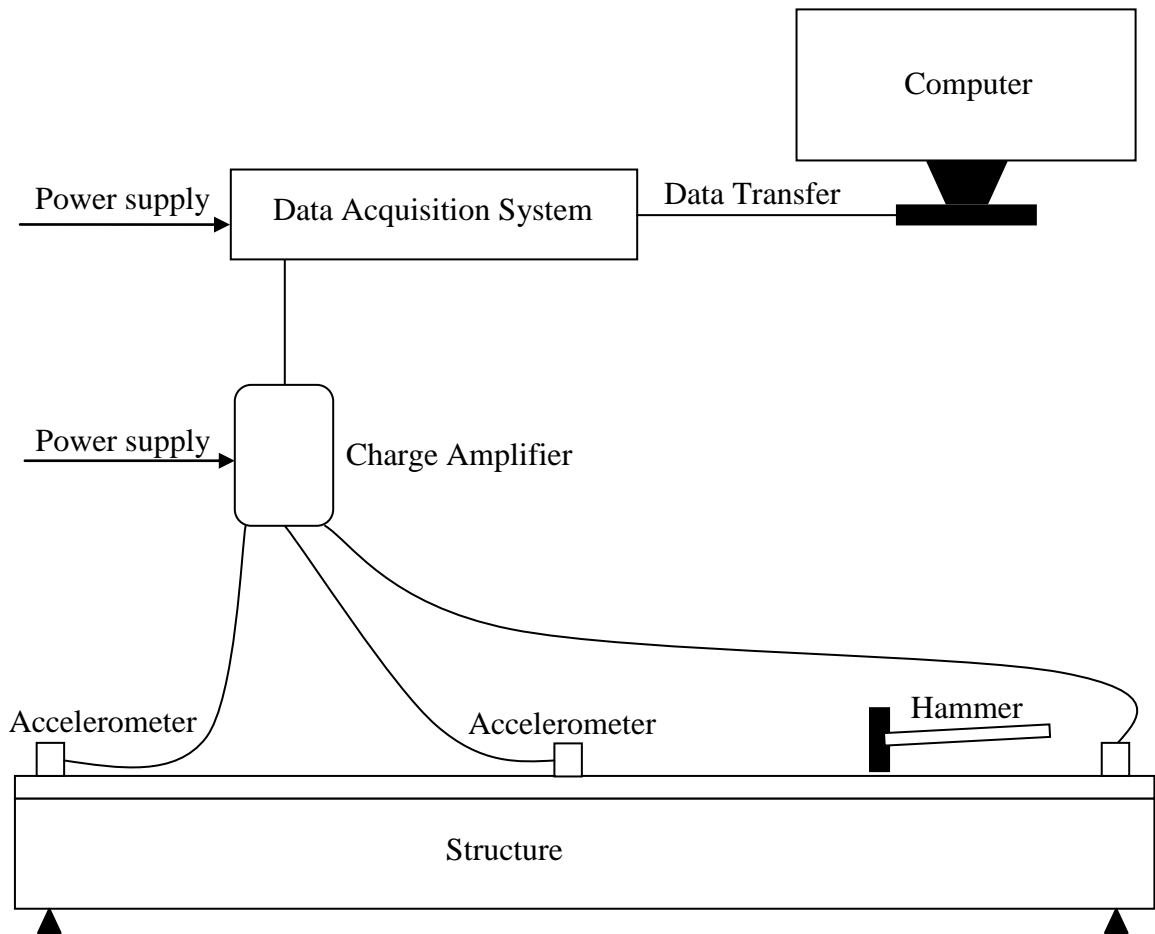 Computer
Power supply
Data Acquisition System
Data Transfer
Power supply
Charge Amplifier
Accelerometer
Accelerometer
Hammer
Structure